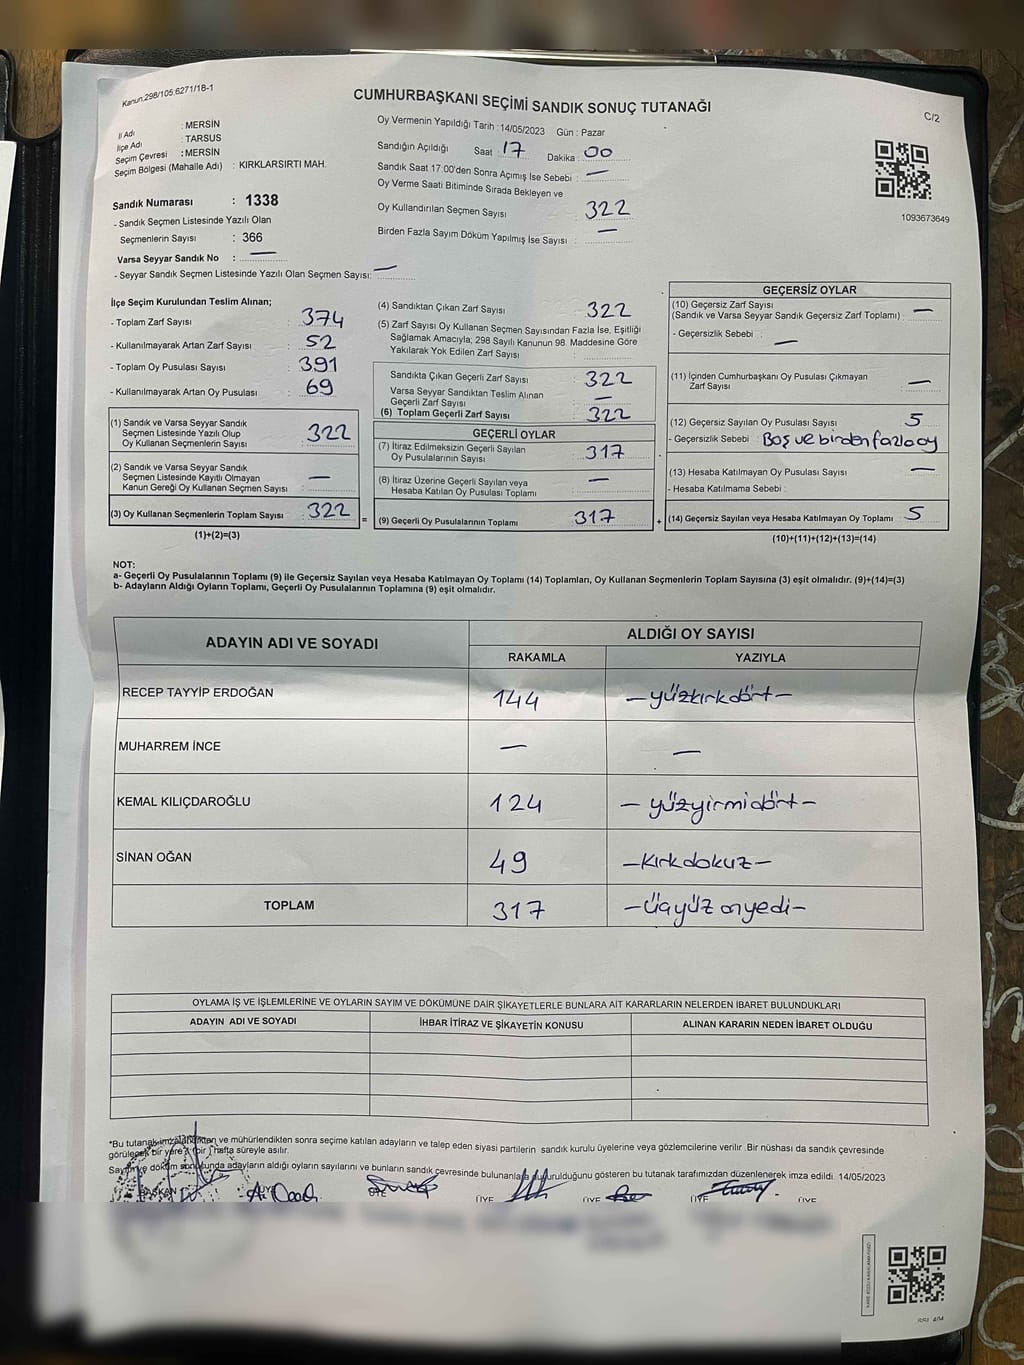 Kanun.298/105;6271/18-1
CUMHURBAŞKANI SEÇİMİ SANDIK SONUÇ TUTANAĞI
C/2
İl Adı : MERSİN
İlçe Adı : TARSUS
Seçim Çevresi : MERSİN
Seçim Bölgesi (Mahalle Adı) : KIRKLARSIRTI MAH.
Sandık Numarası : 1338
- Sandık Seçmen Listesinde Yazılı Olan
Seçmenlerin Sayısı : 366
Varsa Seyyar Sandık No : —
- Seyyar Sandık Seçmen Listesinde Yazılı Olan Seçmen Sayısı: —
Oy Vermenin Yapıldığı Tarih : 14/05/2023 Gün : Pazar
Sandığın Açıldığı Saat : 17 Dakika : 00
Sandık Saat 17:00'den Sonra Açımış İse Sebebi : —
Oy Verme Saati Bitiminde Sırada Bekleyen ve
Oy Kullandırılan Seçmen Sayısı : 322
Birden Fazla Sayım Döküm Yapılmış İse Sayısı : —
1093673649
İlçe Seçim Kurulundan Teslim Alınan;
- Toplam Zarf Sayısı : 374
- Kullanılmayarak Artan Zarf Sayısı : 52
- Toplam Oy Pusulası Sayısı : 391
- Kullanılmayarak Artan Oy Pusulası : 69
(1) Sandık ve Varsa Seyyar Sandık
Seçmen Listesinde Yazılı Olup
Oy Kullanan Seçmenlerin Sayısı : 322
(2) Sandık ve Varsa Seyyar Sandık
Seçmen Listesinde Kayıtlı Olmayan
Kanun Gereği Oy Kullanan Seçmen Sayısı : —
(3) Oy Kullanan Seçmenlerin Toplam Sayısı : 322
(1)+(2)=(3)
=
(4) Sandıktan Çıkan Zarf Sayısı : 322
(5) Zarf Sayısı Oy Kullanan Seçmen Sayısından Fazla İse, Eşitliği
Sağlamak Amacıyla; 298 Sayılı Kanunun 98. Maddesine Göre
Yakılarak Yok Edilen Zarf Sayısı :
Sandıkta Çıkan Geçerli Zarf Sayısı : 322
Varsa Seyyar Sandıktan Teslim Alınan
Geçerli Zarf Sayısı : —
(6) Toplam Geçerli Zarf Sayısı : 322
GEÇERLİ OYLAR
(7) İtiraz Edilmeksizin Geçerli Sayılan
Oy Pusulalarının Sayısı : 317
(8) İtiraz Üzerine Geçerli Sayılan veya
Hesaba Katılan Oy Pusulası Toplamı : —
(9) Geçerli Oy Pusulalarının Toplamı : 317
+
GEÇERSİZ OYLAR
(10) Geçersiz Zarf Sayısı
(Sandık ve Varsa Seyyar Sandık Geçersiz Zarf Toplamı) : —
- Geçersizlik Sebebi : —
(11) İçinden Cumhurbaşkanı Oy Pusulası Çıkmayan
Zarf Sayısı : —
(12) Geçersiz Sayılan Oy Pusulası Sayısı : 5
- Geçersizlik Sebebi : Boş ve birden fazla oy
(13) Hesaba Katılmayan Oy Pusulası Sayısı : —
- Hesaba Katılmama Sebebi :
(14) Geçersiz Sayılan veya Hesaba Katılmayan Oy Toplamı : 5
(10)+(11)+(12)+(13)=(14)
NOT:
a- Geçerli Oy Pusulalarının Toplamı (9) ile Geçersiz Sayılan veya Hesaba Katılmayan Oy Toplamı (14) Toplamları, Oy Kullanan Seçmenlerin Toplam Sayısına (3) eşit olmalıdır. (9)+(14)=(3)
b- Adayların Aldığı Oyların Toplamı, Geçerli Oy Pusulalarının Toplamına (9) eşit olmalıdır.
ADAYIN ADI VE SOYADI ALDIĞI OY SAYISI
RAKAMLA YAZIYLA
RECEP TAYYİP ERDOĞAN 144 — yüzkırkdört —
MUHARREM İNCE — —
KEMAL KILIÇDAROĞLU 124 — yüzyirmidört —
SİNAN OĞAN 49 — Kırkdokuz —
TOPLAM 317 — Üçyüz onyedi —
OYLAMA İŞ VE İŞLEMLERİNE VE OYLARIN SAYIM VE DÖKÜMÜNE DAİR ŞİKAYETLERLE BUNLARA AİT KARARLARIN NELERDEN İBARET BULUNDUKLARI
ADAYIN ADI VE SOYADI İHBAR İTİRAZ VE ŞİKAYETİN KONUSU ALINAN KARARIN NEDEN İBARET OLDUĞU
*Bu tutanak imzalandıktan ve mühürlendikten sonra seçime katılan adayların ve talep eden siyasi partilerin sandık kurulu üyelerine veya gözlemcilerine verilir. Bir nüshası da sandık çevresinde
görülecek bir yere 1 (bir ) hafta süreyle asılır.
Sayım ve döküm sonucunda adayların aldığı oyların sayılarını ve bunların sandık çevresinde bulunanlara duyurulduğunu gösteren bu tutanak tarafımızdan düzenlenerek imza edildi. 14/05/2023
BAŞKAN ÜYE ÜYE ÜYE ÜYE ÜYE ÜYE